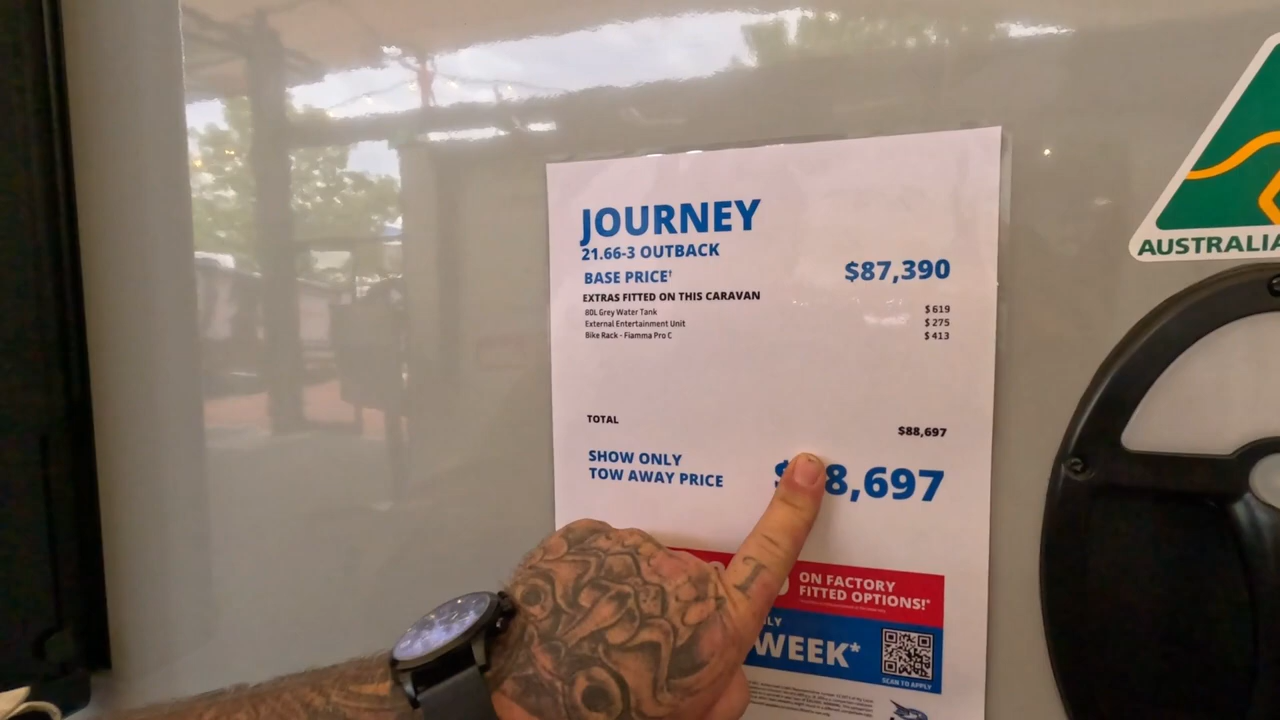 JOURNEY
21.66-3 OUTBACK
BASE PRICE† $87,390
EXTRAS FITTED ON THIS CARAVAN
80L Grey Water Tank $619
External Entertainment Unit $275
Bike Rack - Fiamma Pro C $413
TOTAL $88,697
SHOW ONLY
TOW AWAY PRICE 8,697
ON FACTORY
FITTED OPTIONS!*
WEEK*
SCAN TO APPLY
AUSTRALIA